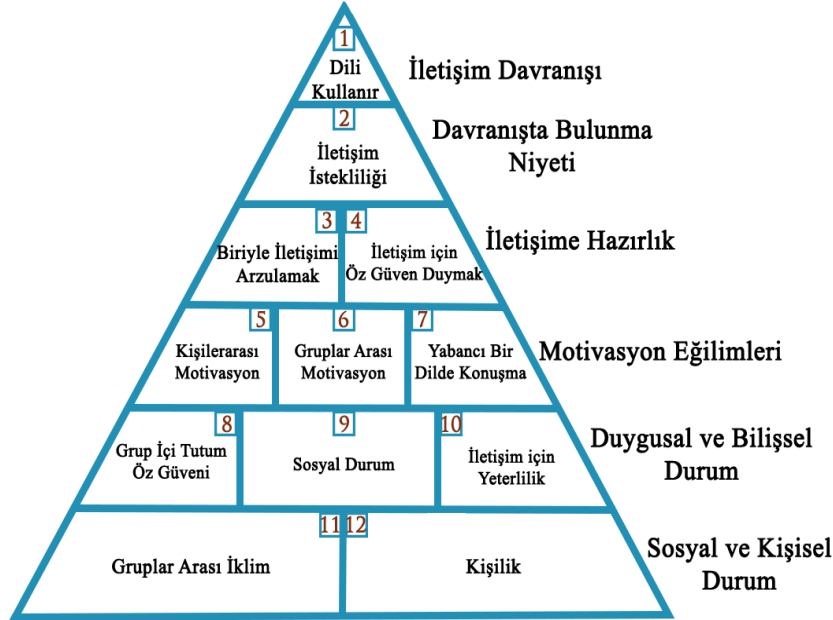 1
Dili
Kullanır
İletişim Davranışı
2
İletişim
İstekliliği
Davranışta Bulunma
Niyeti
3
Biriyle İletişimi
Arzulamak
4
İletişim için
Öz Güven Duymak
İletişime Hazırlık
5
Kişilerarası
Motivasyon
6
Gruplar Arası
Motivasyon
7
Yabancı Bir
Dilde Konuşma
Motivasyon Eğilimleri
8
Grup İçi Tutum
Öz Güveni
9
Sosyal Durum
10
İletişim için
Yeterlilik
Duygusal ve Bilişsel
Durum
11
Gruplar Arası İklim
12
Kişilik
Sosyal ve Kişisel
Durum